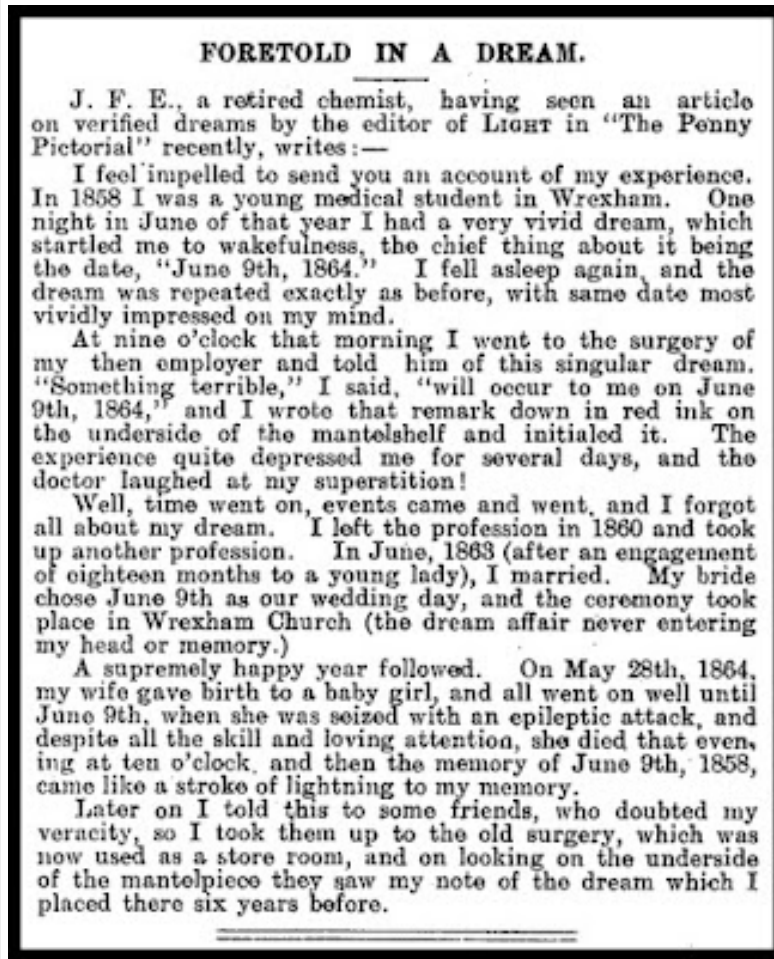 FORETOLD IN A DREAM.
J. F. E., a retired chemist, having seen an article
on verified dreams by the editor of LIGHT in "The Penny
Pictorial" recently, writes:—
I feel impelled to send you an account of my experience.
In 1858 I was a young medical student in Wrexham. One
night in June of that year I had a very vivid dream, which
startled me to wakefulness, the chief thing about it being
the date, "June 9th, 1864." I fell asleep again, and the
dream was repeated exactly as before, with same date most
vividly impressed on my mind.
At nine o'clock that morning I went to the surgery of
my then employer and told him of this singular dream.
"Something terrible," I said, "will occur to me on June
9th, 1864," and I wrote that remark down in red ink on
the underside of the mantelshelf and initialed it. The
experience quite depressed me for several days, and the
doctor laughed at my superstition!
Well, time went on, events came and went, and I forgot
all about my dream. I left the profession in 1860 and took
up another profession. In June, 1863 (after an engagement
of eighteen months to a young lady), I married. My bride
chose June 9th as our wedding day, and the ceremony took
place in Wrexham Church (the dream affair never entering
my head or memory.)
A supremely happy year followed. On May 28th, 1864,
my wife gave birth to a baby girl, and all went on well until
June 9th, when she was seized with an epileptic attack, and
despite all the skill and loving attention, she died that even-
ing at ten o'clock, and then the memory of June 9th, 1858,
came like a stroke of lightning to my memory.
Later on I told this to some friends, who doubted my
veracity, so I took them up to the old surgery, which was
now used as a store room, and on looking on the underside
of the mantelpiece they saw my note of the dream which I
placed there six years before.